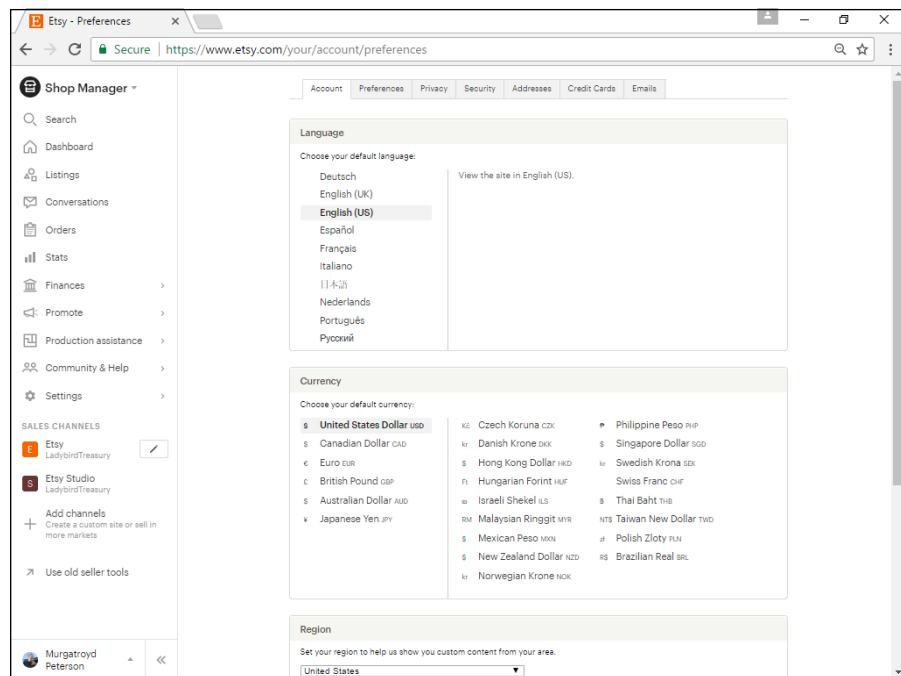 Etsy - Preferences
Secure
https://www.etsy.com/your/account/preferences
Shop Manager
Search
Dashboard
Listings
Conversations
Orders
Stats
Finances
Promote
Production assistance
Community & Help
Settings
SALES CHANNELS
E
Etsy
LadybirdTreasury
S
Etsy Studio
LadybirdTreasury
Add channels
Create a custom site or sell in
more markets
Use old seller tools
Murgatroyd
Peterson
Account Preferences Privacy Security Addresses Credit Cards Emails
Language
Choose your default language:
Deutsch
English (UK)
English (US)
Español
Français
Italiano
日本語
Nederlands
Português
Русский
View the site in English (US).
Currency
Choose your default currency:
$ United States Dollar USD
$ Canadian Dollar CAD
€ Euro EUR
£ British Pound GBP
$ Australian Dollar AUD
¥ Japanese Yen JPY
Kč Czech Koruna CZK
kr Danish Krone DKK
$ Hong Kong Dollar HKD
Ft Hungarian Forint HUF
₪ Israeli Shekel ILS
RM Malaysian Ringgit MYR
$ Mexican Peso MXN
$ New Zealand Dollar NZD
kr Norwegian Krone NOK
₱ Philippine Peso PHP
$ Singapore Dollar SGD
kr Swedish Krona SEK
Swiss Franc CHF
฿ Thai Baht THB
NT$ Taiwan New Dollar TWD
zł Polish Zloty PLN
R$ Brazilian Real BRL
Region
Set your region to help us show you custom content from your area.
United States